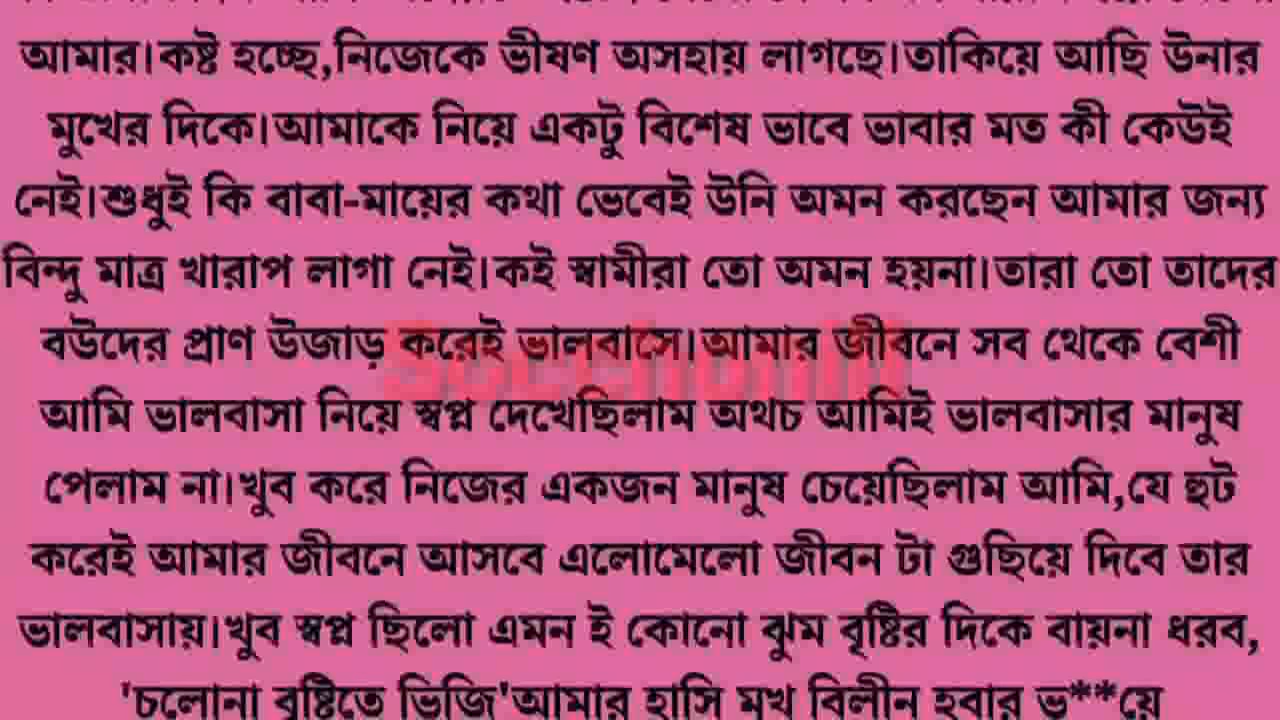 আমার।কষ্ট হচ্ছে,নিজেকে ভীষণ অসহায় লাগছে।তাকিয়ে আছি উনার
মুখের দিকে।আমাকে নিয়ে একটু বিশেষ ভাবে ভাবার মত কী কেউই
নেই।শুধুই কি বাবা-মায়ের কথা ভেবেই উনি অমন করছেন আমার জন্য
বিন্দু মাত্র খারাপ লাগা নেই।কই স্বামীরা তো অমন হয়না।তারা তো তাদের
বউদের প্রাণ উজাড় করেই ভালবাসে।আমার জীবনে সব থেকে বেশী
আমি ভালবাসা নিয়ে স্বপ্ন দেখেছিলাম অথচ আমিই ভালবাসার মানুষ
পেলাম না।খুব করে নিজের একজন মানুষ চেয়েছিলাম আমি,যে হুট
করেই আমার জীবনে আসবে এলোমেলো জীবন টা গুছিয়ে দিবে তার
ভালবাসায়।খুব স্বপ্ন ছিলো এমন ই কোনো ঝুম বৃষ্টির দিকে বায়না ধরব,
'চলোনা বৃষ্টিতে ভিজি'আমার হাসি মুখ বিলীন হবার ভ**য়ে